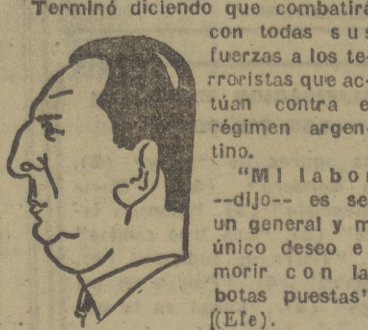 Terminó diciendo que combatirá
con todas sus
fuerzas a los te-
rroristas que ac-
túan contra e
régimen argen-
tino.
"Mi labor
--dijo-- es se
un general y m
único deseo e
morir con la
botas puestas"
((Efe).